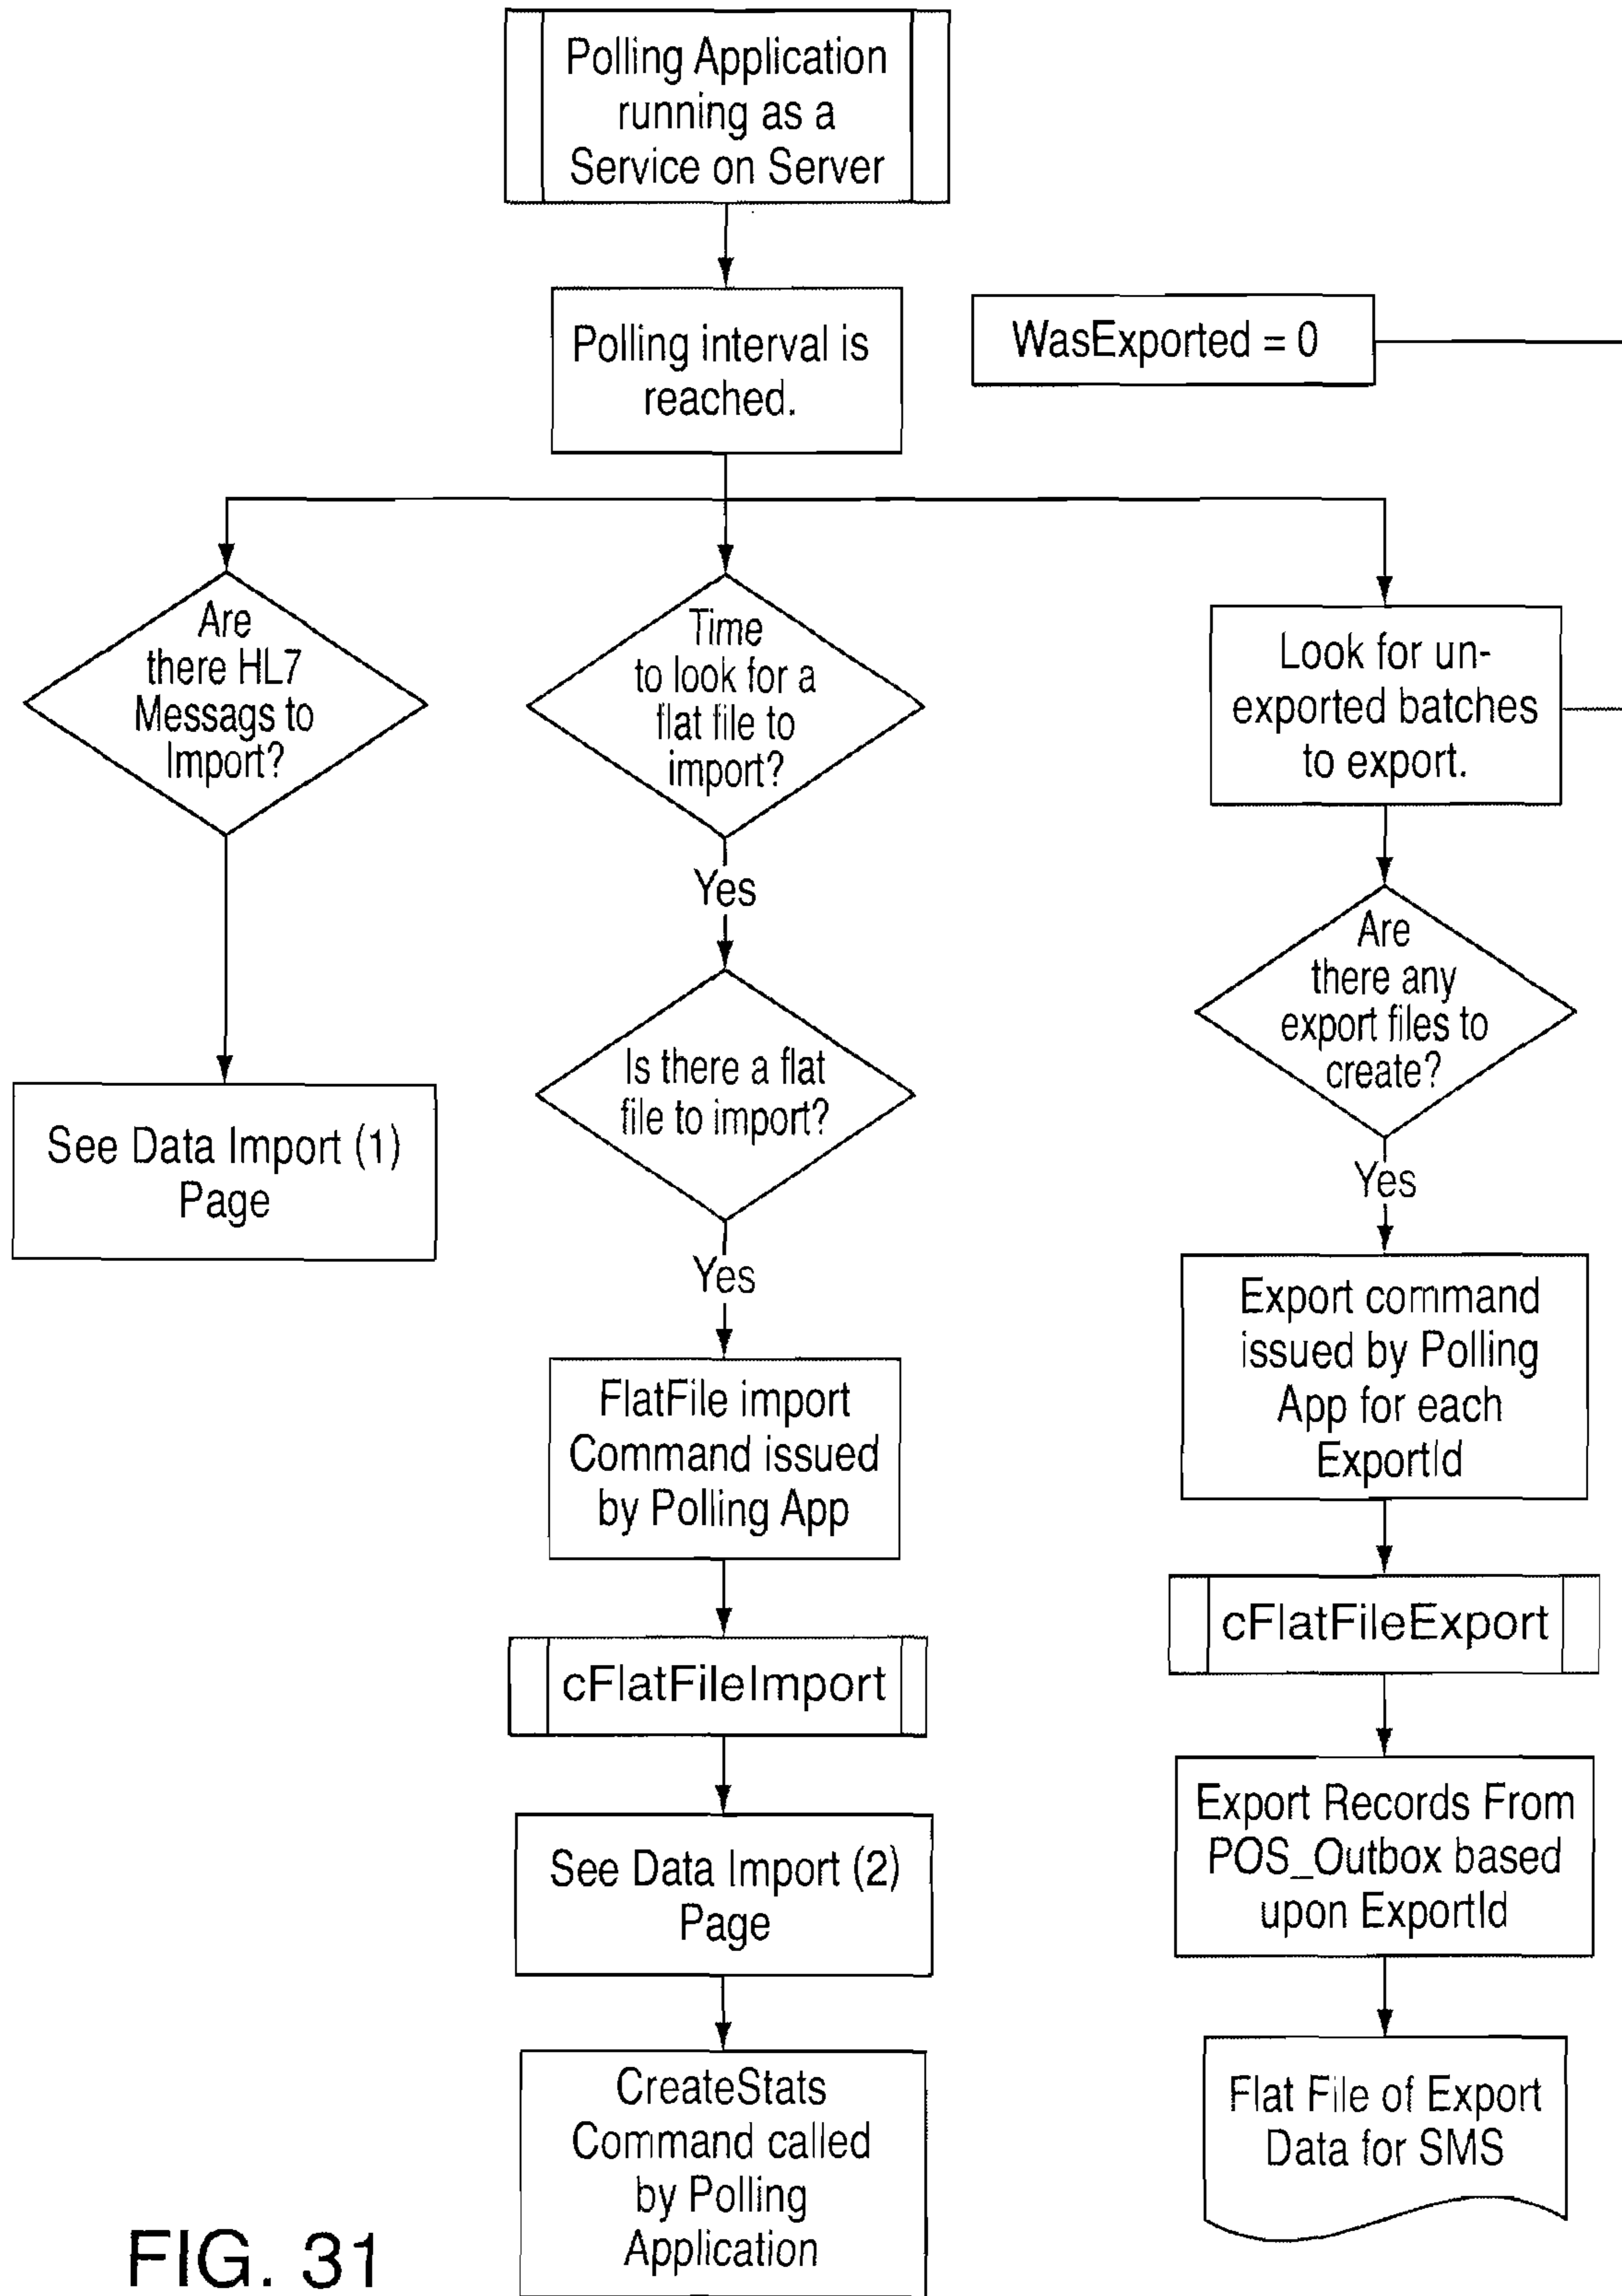 Polling Application
running as a
Service on Server
Polling interval is
reached.
WasExported = 0
Are
there HL7
Messags to
Import?
Time
to look for a
flat file to
import?
Look for un-
exported batches
to export.
Yes
Are
there any
export files to
create?
See Data Import (1)
Page
Is there a flat
file to import?
Yes
Yes
Export command
issued by Polling
App for each
ExportId
FlatFile import
Command issued
by Polling App
cFlatFileExport
cFlatFileImport
Export Records From
POS_Outbox based
upon ExportId
See Data Import (2)
Page
Flat File of Export
Data for SMS
CreateStats
Command called
by Polling
Application
FIG. 31